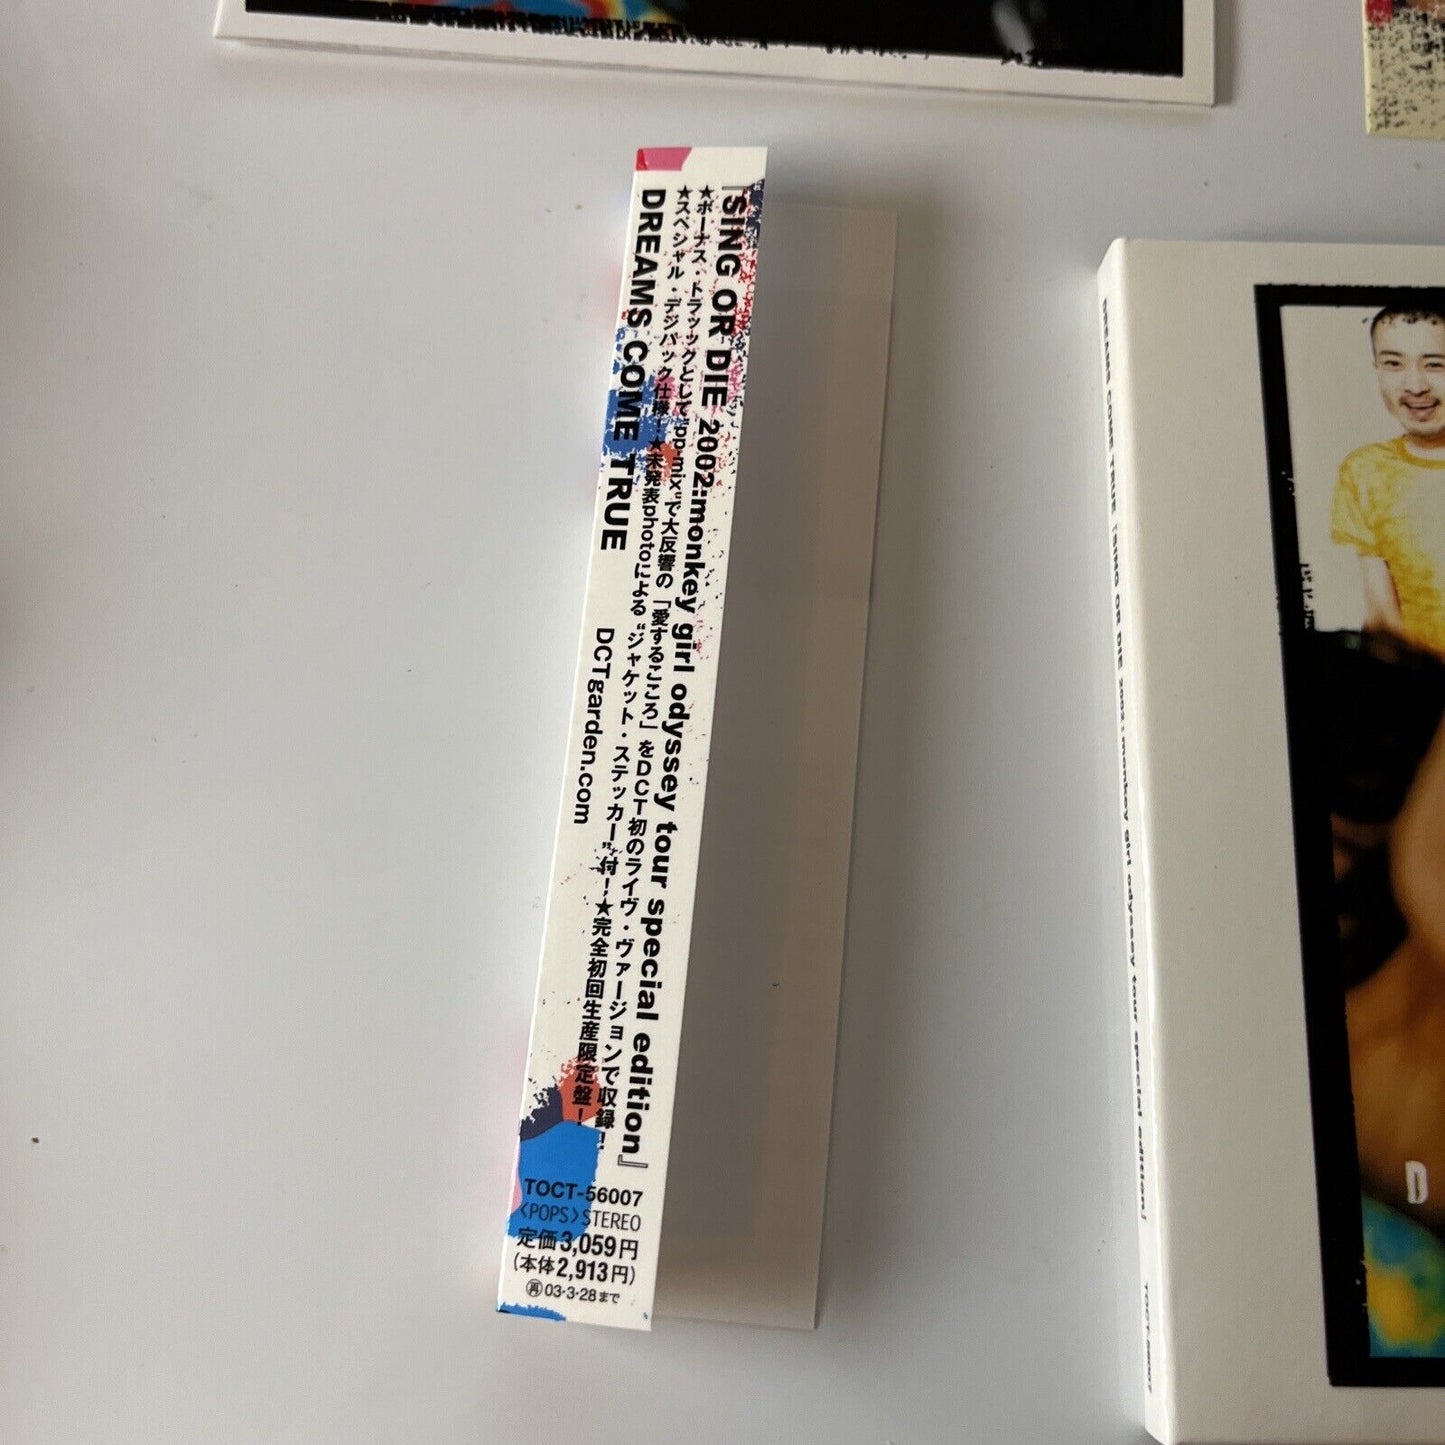 『SING OR DIE 2002:monkey girl odyssey tour special edition』
★ボーナス・トラックとして"pp-mix"で大反響の「愛するこころ」をDCT初のライヴ・ヴァージョンで収録！
★スペシャル・デジパック仕様！★未発表photoによる"ジャケット・ステッカー"付！★完全初回生産限定盤！
DREAMS COME TRUE DCTgarden.com
TOCT-56007
〈POPS〉STEREO
定価3,059円
(本体2,913円)
㊢03·3·28まで
DREAMS COME TRUE 「SING OR DIE 2002:monkey girl odyssey tour special edition」 TOCT-56007
D